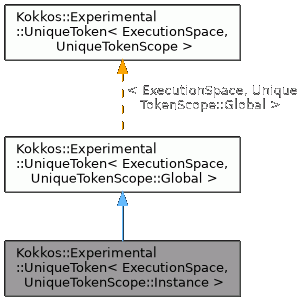 Kokkos::Experimental
::UniqueToken< ExecutionSpace,
UniqueTokenScope >
< ExecutionSpace, Unique
TokenScope::Global >
Kokkos::Experimental
::UniqueToken< ExecutionSpace,
UniqueTokenScope::Global >
Kokkos::Experimental
::UniqueToken< ExecutionSpace,
UniqueTokenScope::Instance >